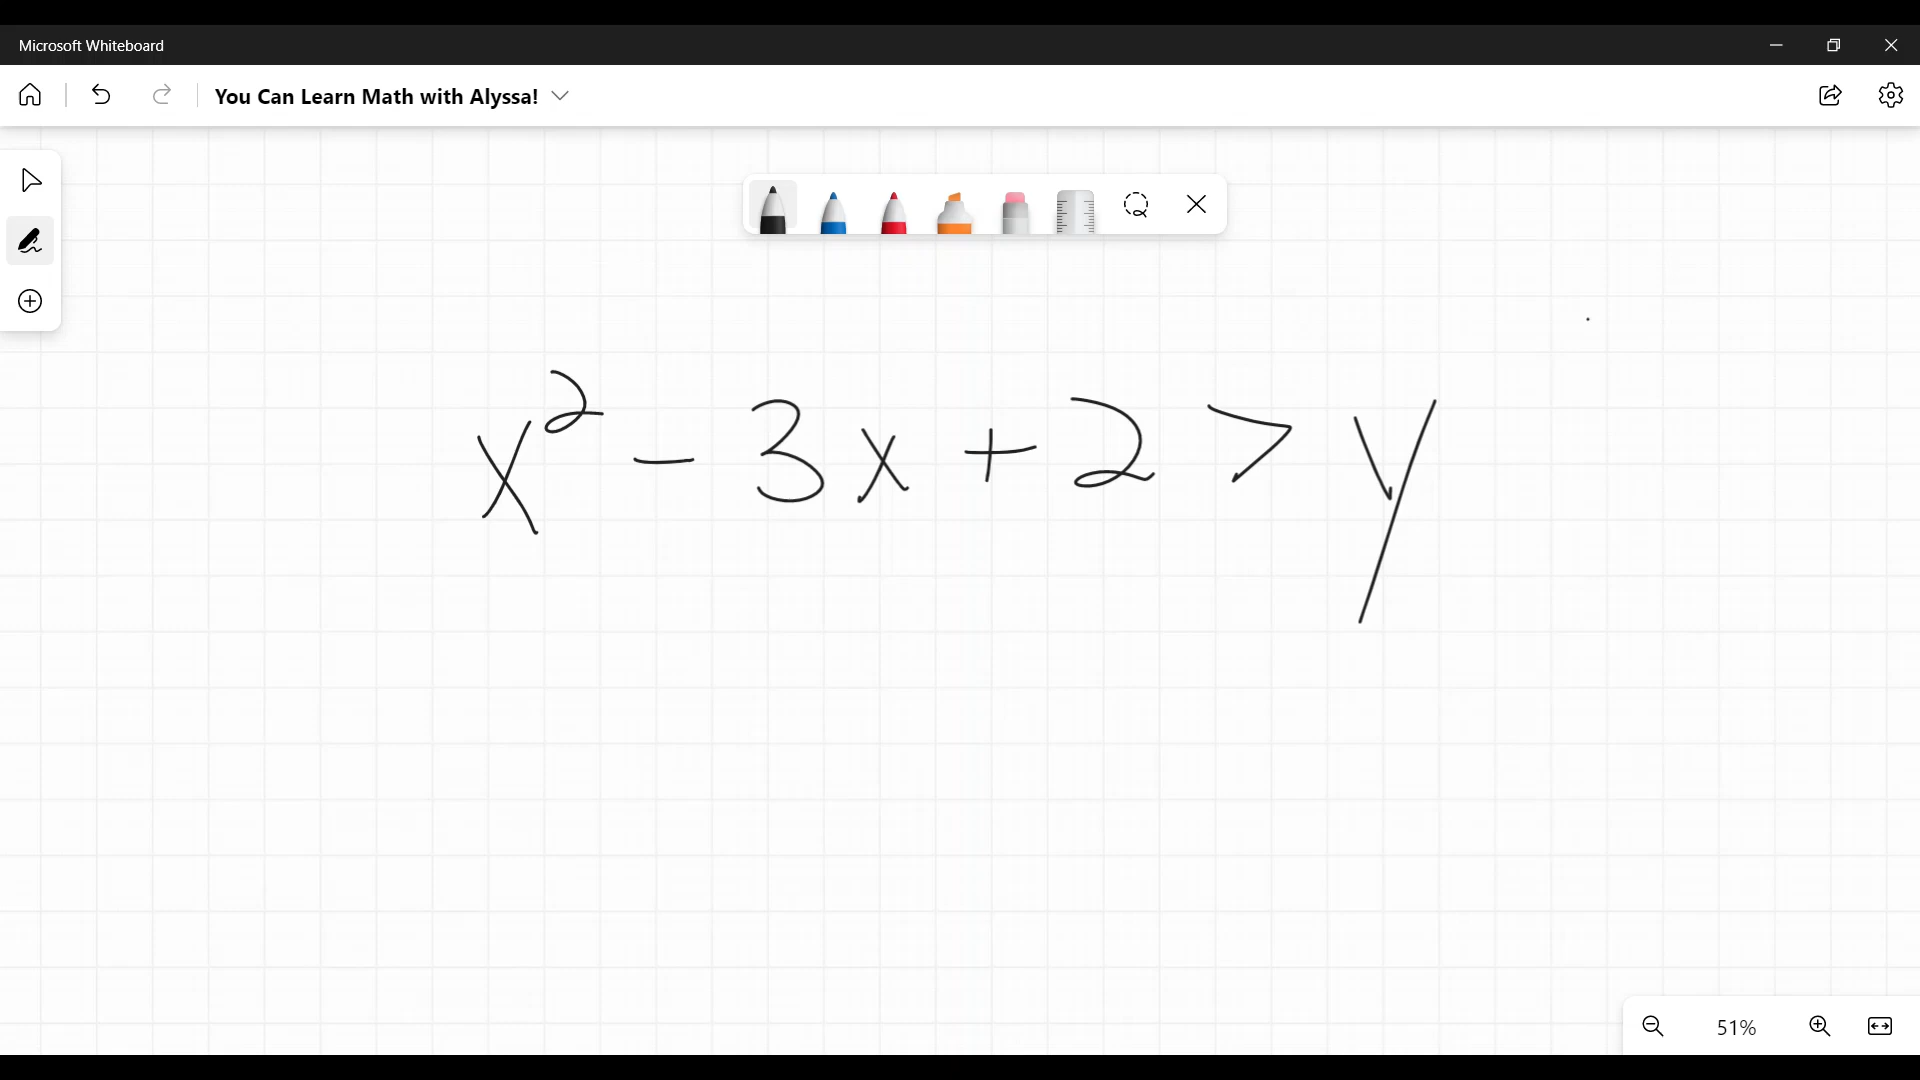 Microsoft Whiteboard
You Can Learn Math with Alyssa!
x² - 3x + 2 > y
51%